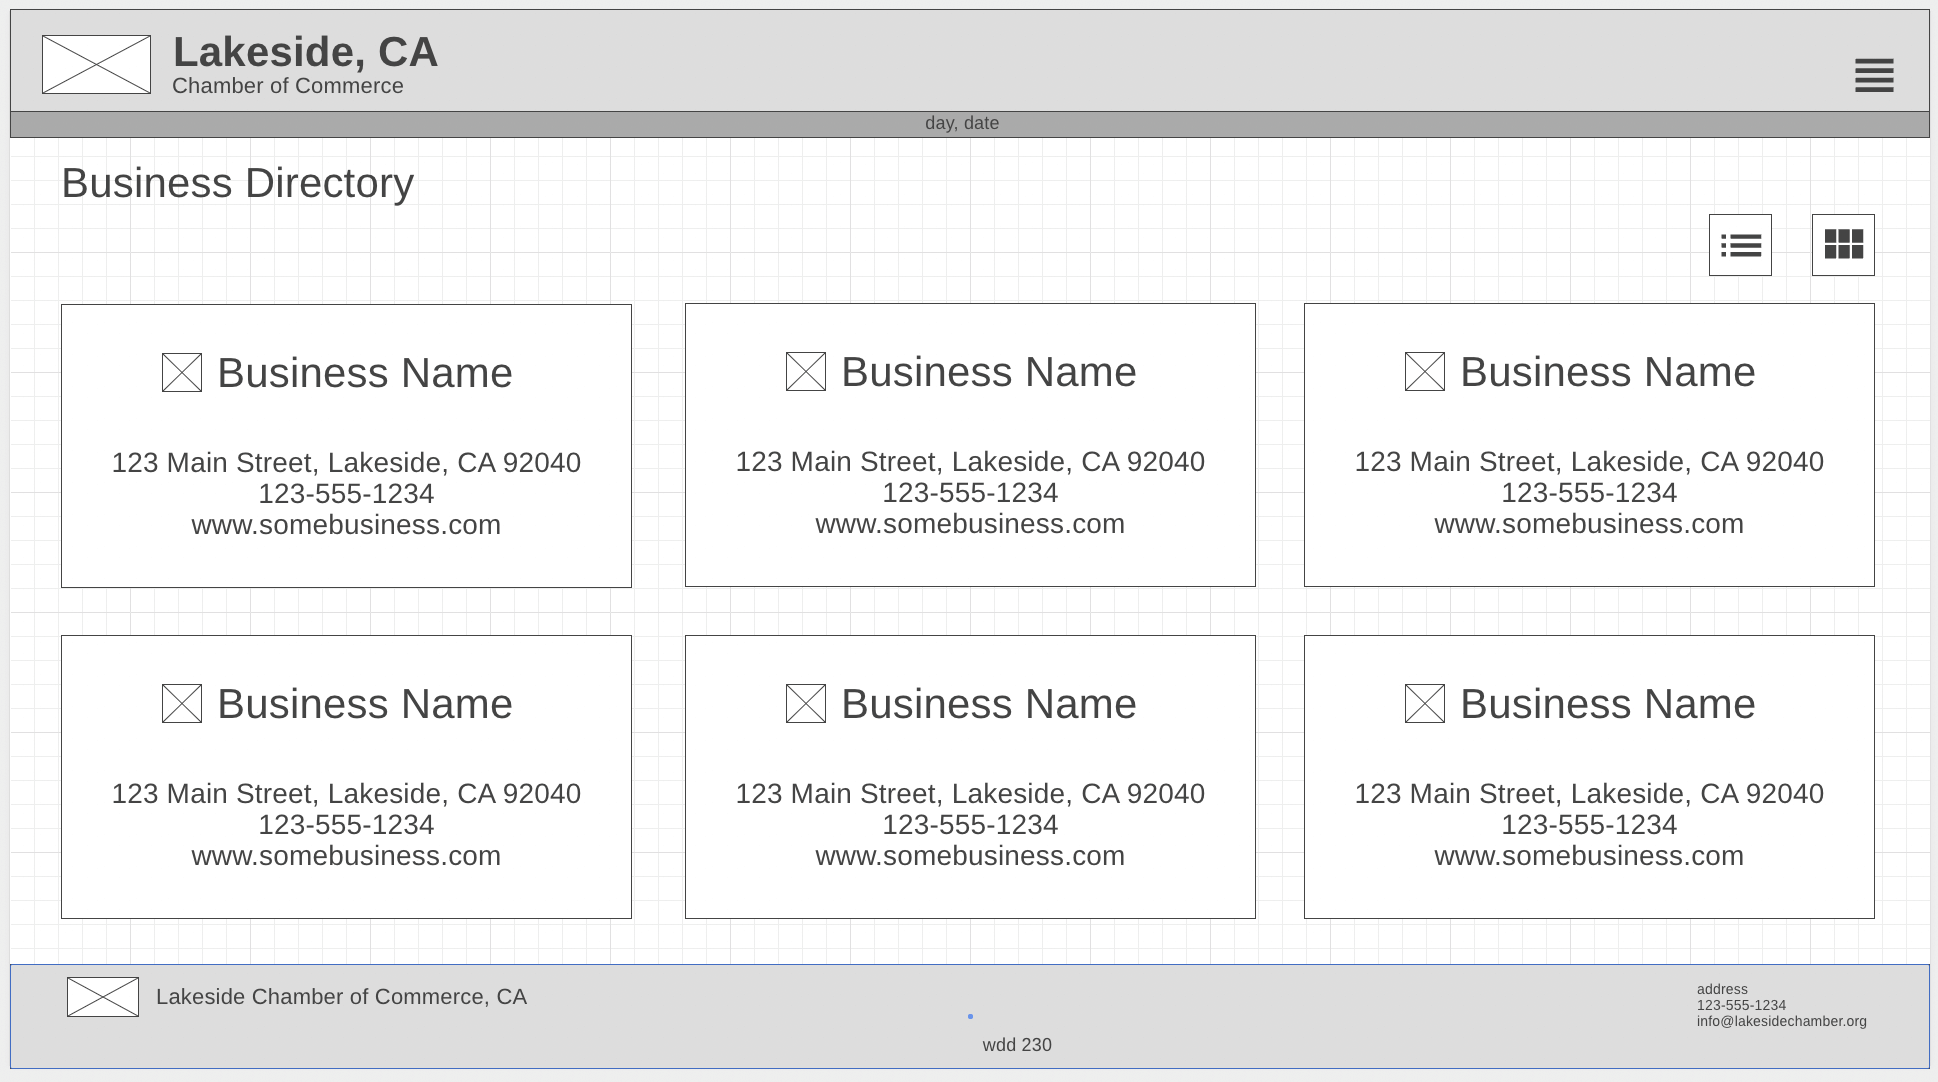 Lakeside, CA
Chamber of Commerce
day, date
Business Directory
Business Name
123 Main Street, Lakeside, CA 92040
123-555-1234
www.somebusiness.com
Business Name
123 Main Street, Lakeside, CA 92040
123-555-1234
www.somebusiness.com
Business Name
123 Main Street, Lakeside, CA 92040
123-555-1234
www.somebusiness.com
Business Name
123 Main Street, Lakeside, CA 92040
123-555-1234
www.somebusiness.com
Business Name
123 Main Street, Lakeside, CA 92040
123-555-1234
www.somebusiness.com
Business Name
123 Main Street, Lakeside, CA 92040
123-555-1234
www.somebusiness.com
Lakeside Chamber of Commerce, CA
wdd 230
address
123-555-1234
info@lakesidechamber.org